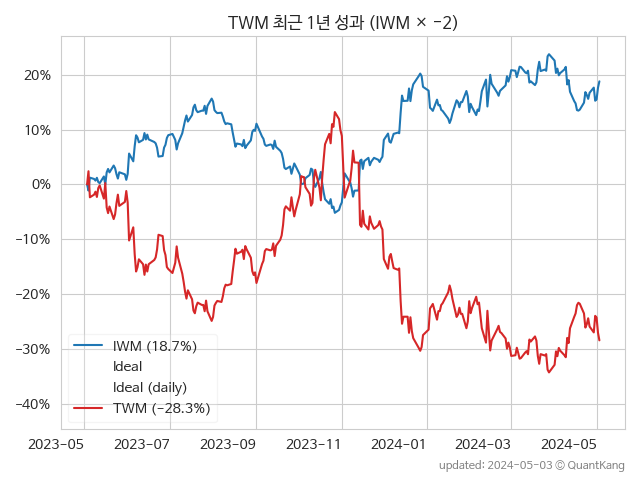 TWM 최근 1년 성과 (IWM × −2)
20%
10%
0%
−10%
−20%
−30%
−40%
IWM (18.7%)
Ideal
Ideal (daily)
TWM (−28.3%)
2023-05 2023-07 2023-09 2023-11 2024-01 2024-03 2024-05
updated: 2024-05-03 © QuantKang